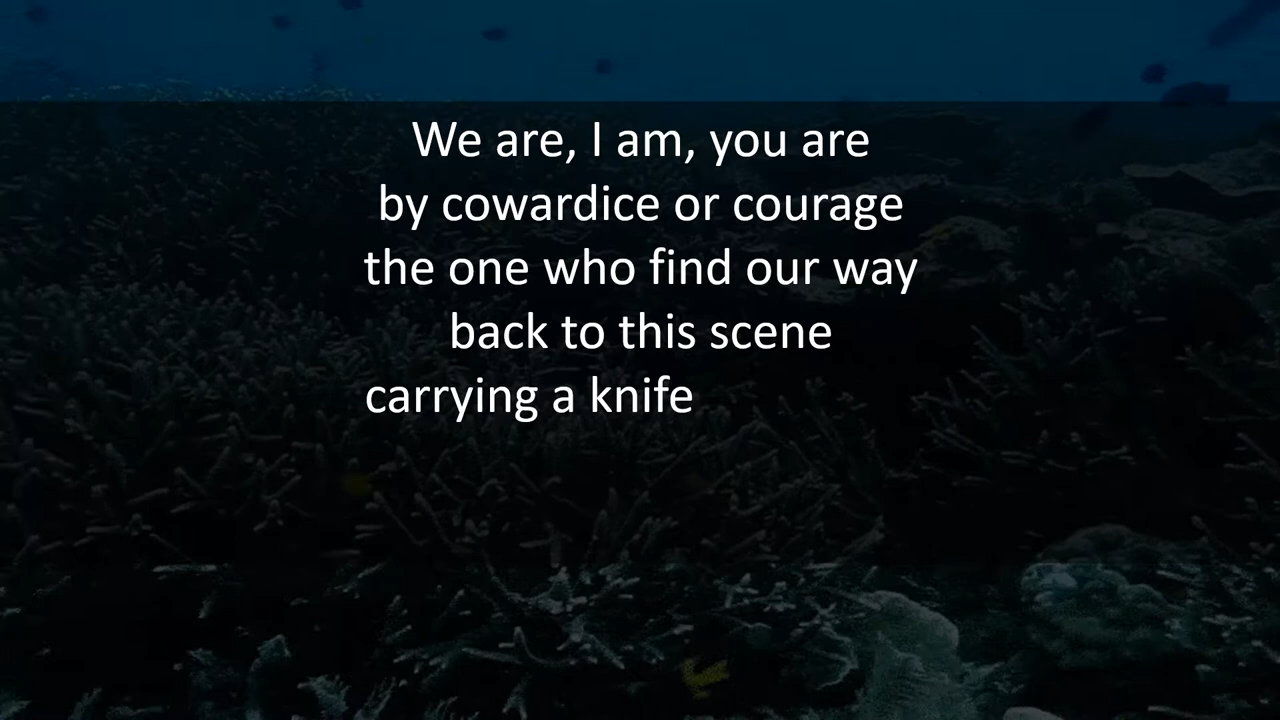 We are, I am, you are
by cowardice or courage
the one who find our way
back to this scene
carrying a knife